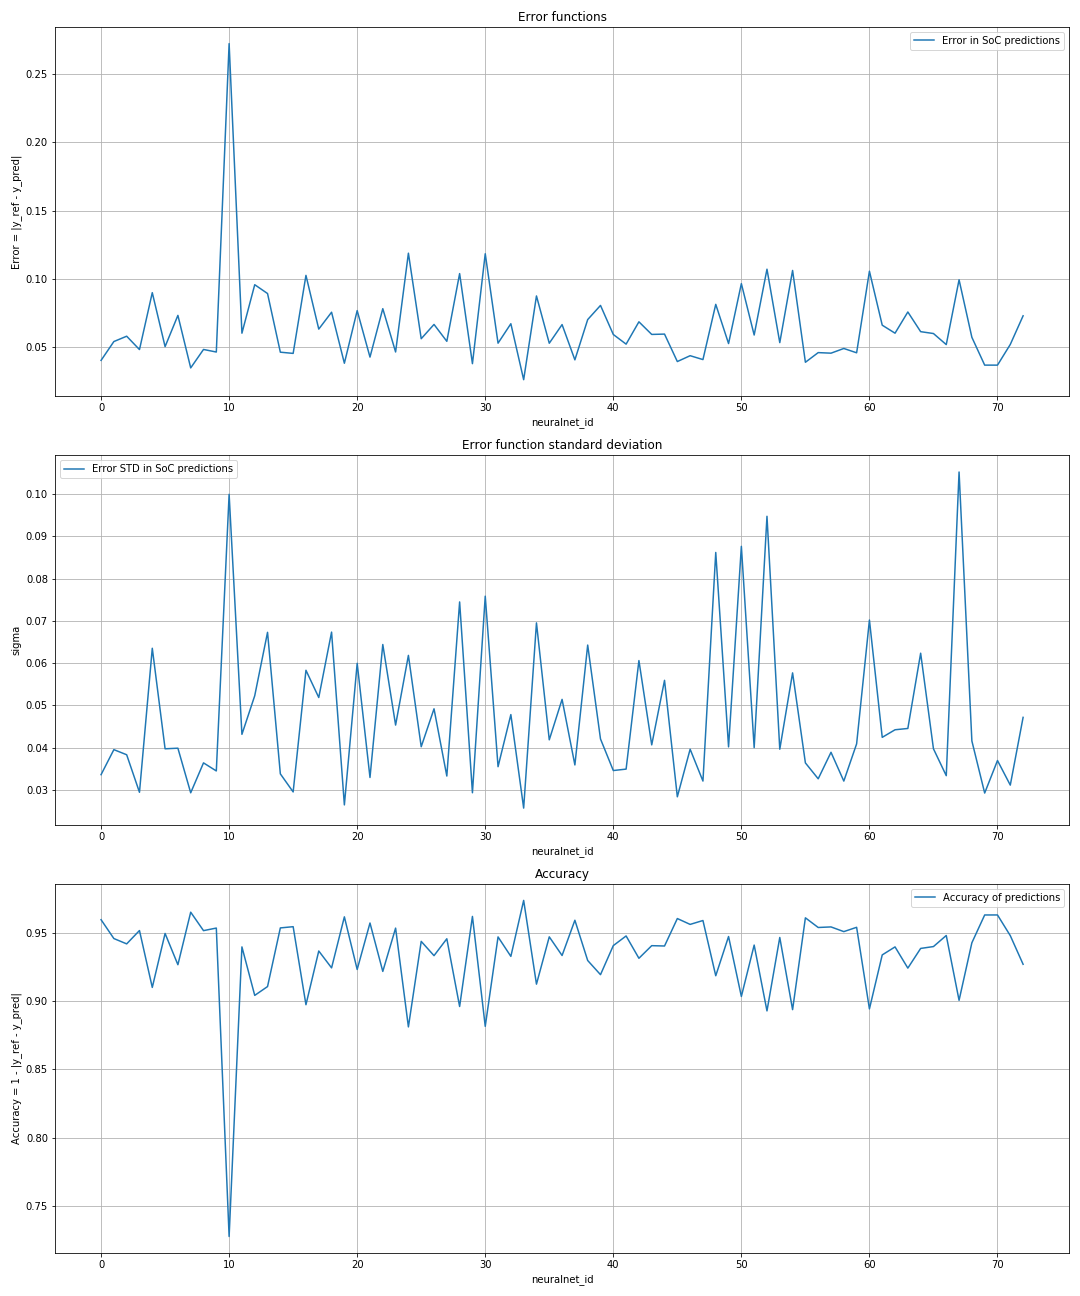 Error functions
Error in SoC predictions
Error = |y_ref - y_pred|
0.25
0.20
0.15
0.10
0.05
0 10 20 30 40 50 60 70
neuralnet_id
Error function standard deviation
Error STD in SoC predictions
sigma
0.10
0.09
0.08
0.07
0.06
0.05
0.04
0.03
0 10 20 30 40 50 60 70
neuralnet_id
Accuracy
Accuracy of predictions
Accuracy = 1 - |y_ref - y_pred|
0.95
0.90
0.85
0.80
0.75
0 10 20 30 40 50 60 70
neuralnet_id